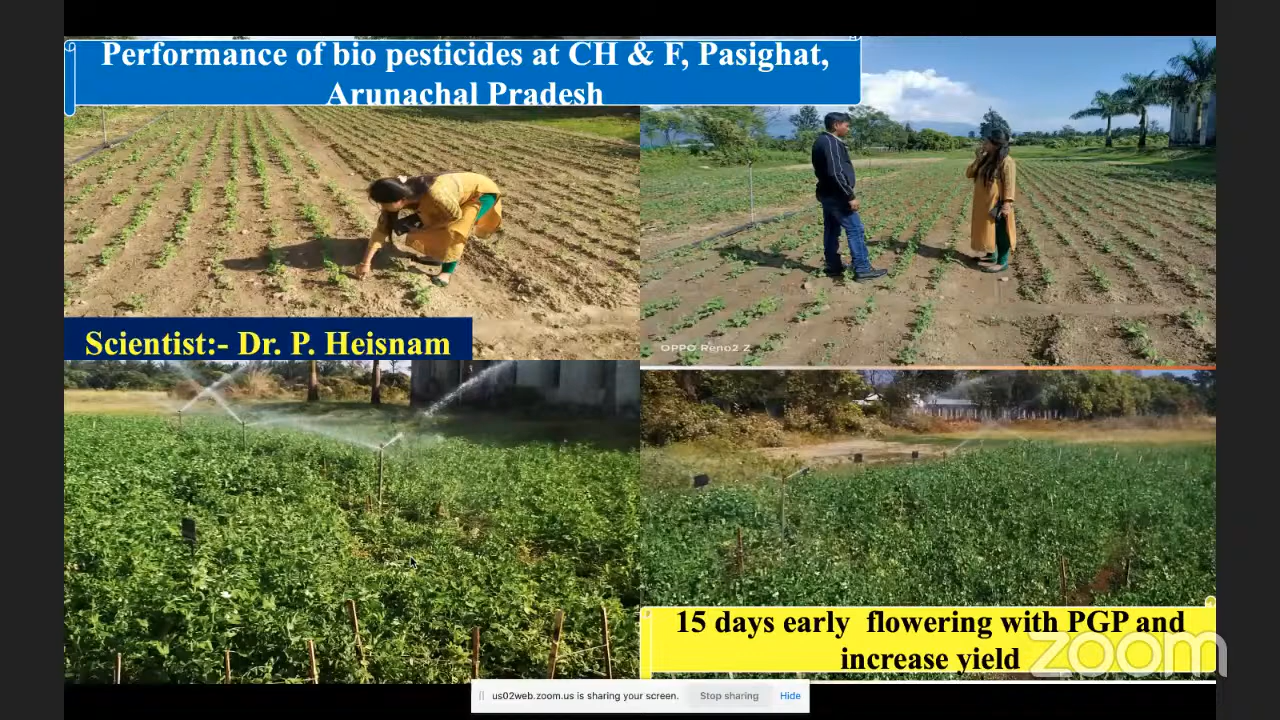 Performance of bio pesticides at CH & F, Pasighat,
Arunachal Pradesh
Scientist:- Dr. P. Heisnam
OPPO Reno2 Z
15 days early flowering with PGP and
increase yield
zoom
us02web.zoom.us is sharing your screen. Stop sharing Hide